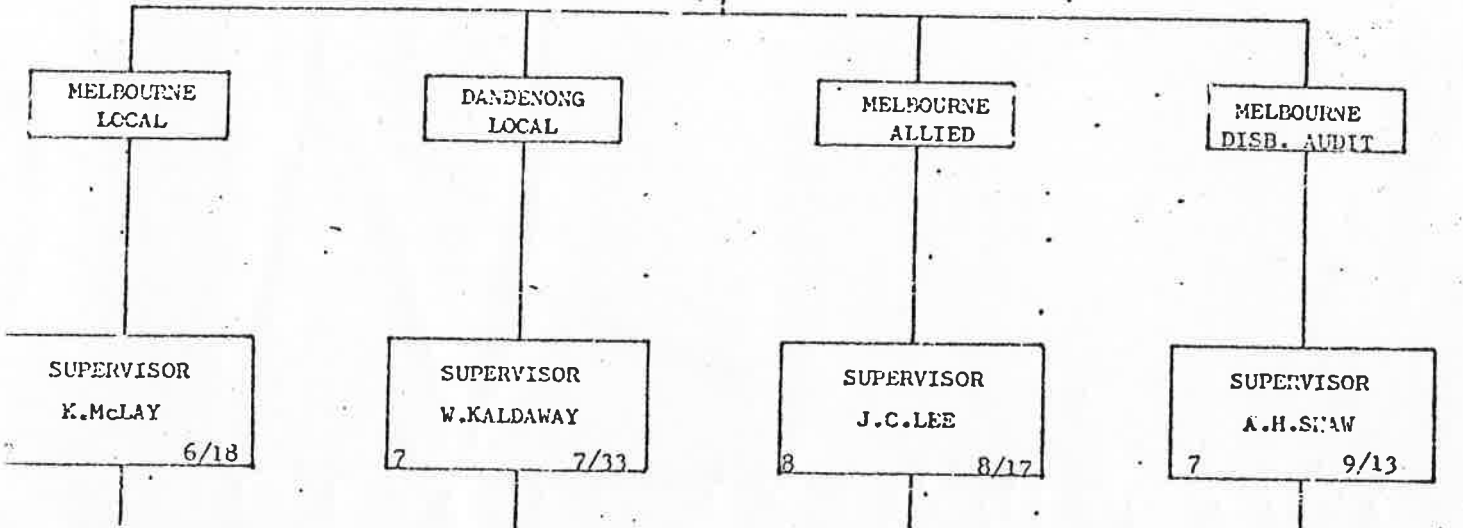 MELBOURNE
LOCAL
DANDENONG
LOCAL
MELBOURNE
ALLIED
MELBOURNE
DISB. AUDIT
SUPERVISOR
K.McLAY
6/18
SUPERVISOR
W.KALDAWAY
7 7/33
SUPERVISOR
J.C.LEE
8 8/17
SUPERVISOR
A.H.SHAW
7 9/13